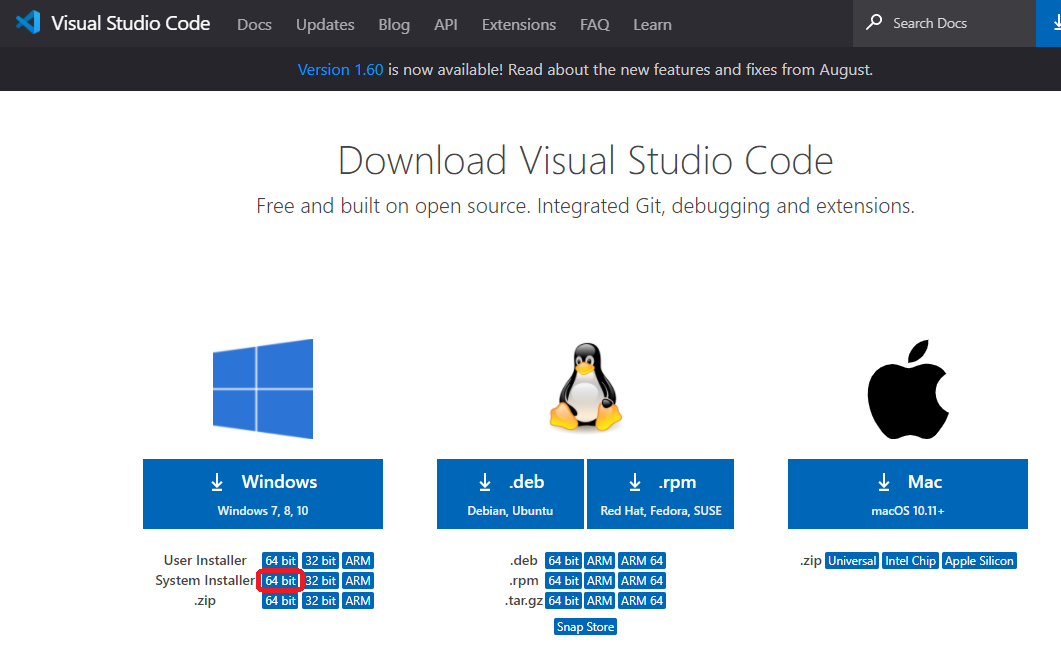 Visual Studio Code Docs Updates Blog API Extensions FAQ Learn Search Docs
Version 1.60 is now available! Read about the new features and fixes from August.
Download Visual Studio Code
Free and built on open source. Integrated Git, debugging and extensions.
Windows
Windows 7, 8, 10
User Installer 64 bit 32 bit ARM
System Installer 64 bit 32 bit ARM
.zip 64 bit 32 bit ARM
.deb
Debian, Ubuntu
.rpm
Red Hat, Fedora, SUSE
.deb 64 bit ARM ARM 64
.rpm 64 bit ARM ARM 64
.tar.gz 64 bit ARM ARM 64
Snap Store
Mac
macOS 10.11+
.zip Universal Intel Chip Apple Silicon